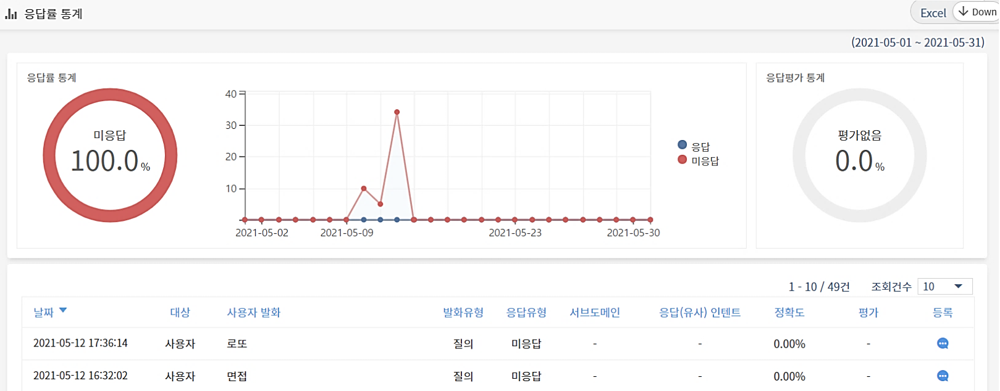 응답률 통계
Excel Down
(2021-05-01 ~ 2021-05-31)
응답률 통계
미응답
100.0 %
40
30
20
10
2021-05-02 2021-05-09 2021-05-23 2021-05-30
응답
미응답
응답평가 통계
평가없음
0.0 %
1 - 10 / 49건 조회건수 10
날짜 대상 사용자 발화 발화유형 응답유형 서브도메인 응답(유사) 인텐트 정확도 평가 등록
2021-05-12 17:36:14 사용자 로또 질의 미응답 - - 0.00% -
2021-05-12 16:32:02 사용자 면접 질의 미응답 - - 0.00% -